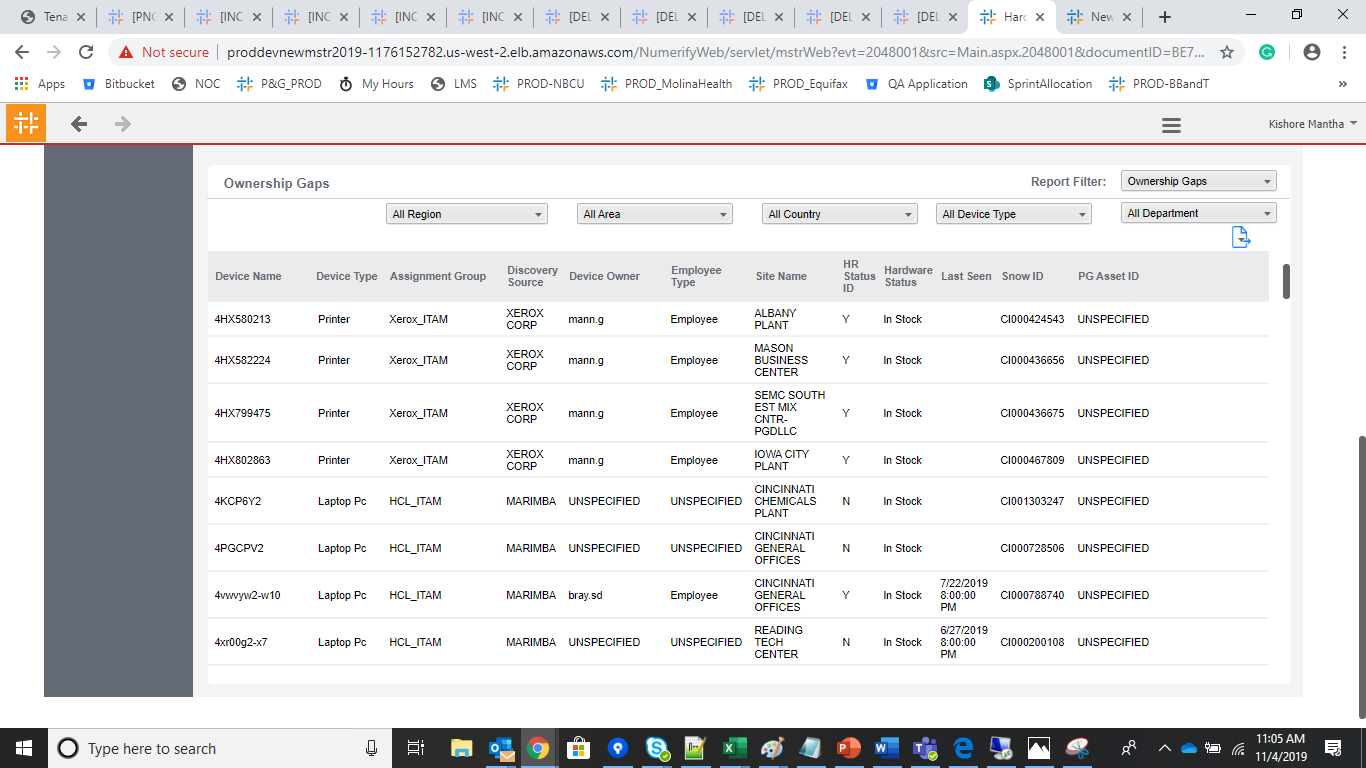 Tena
[PNC
[INC
[INC
[INC
[INC
[DEL
[DEL
[DEL
[DEL
[DEL
Hard
New
Not secure
proddevnewmstr2019-1176152782.us-west-2.elb.amazonaws.com/NumerifyWeb/servlet/mstrWeb?evt=2048001&src=Main.aspx.2048001&documentID=BE7...
Apps
Bitbucket
NOC
P&G_PROD
My Hours
LMS
PROD-NBCU
PROD_MolinaHealth
PROD_Equifax
QA Application
SprintAllocation
PROD-BBandT
»
Kishore Mantha
Ownership Gaps
Report Filter:
Ownership Gaps
All Region
All Area
All Country
All Device Type
All Department
Device Name
Device Type
Assignment Group
Discovery
Source
Device Owner
Employee
Type
Site Name
HR
Status
ID
Hardware
Status
Last Seen
Snow ID
PG Asset ID
4HX580213
Printer
Xerox_ITAM
XEROX
CORP
mann.g
Employee
ALBANY
PLANT
Y
In Stock
CI000424543
UNSPECIFIED
4HX582224
Printer
Xerox_ITAM
XEROX
CORP
mann.g
Employee
MASON
BUSINESS
CENTER
Y
In Stock
CI000436656
UNSPECIFIED
4HX799475
Printer
Xerox_ITAM
XEROX
CORP
mann.g
Employee
SEMC SOUTH
EST MIX
CNTR-
PGDLLC
Y
In Stock
CI000436675
UNSPECIFIED
4HX802863
Printer
Xerox_ITAM
XEROX
CORP
mann.g
Employee
IOWA CITY
PLANT
Y
In Stock
CI000467809
UNSPECIFIED
4KCP6Y2
Laptop Pc
HCL_ITAM
MARIMBA
UNSPECIFIED
UNSPECIFIED
CINCINNATI
CHEMICALS
PLANT
N
In Stock
CI001303247
UNSPECIFIED
4PGCPV2
Laptop Pc
HCL_ITAM
MARIMBA
UNSPECIFIED
UNSPECIFIED
CINCINNATI
GENERAL
OFFICES
N
In Stock
CI000728506
UNSPECIFIED
4vwvyw2-w10
Laptop Pc
HCL_ITAM
MARIMBA
bray.sd
Employee
CINCINNATI
GENERAL
OFFICES
Y
In Stock
7/22/2019
8:00:00
PM
CI000788740
UNSPECIFIED
4xr00g2-x7
Laptop Pc
HCL_ITAM
MARIMBA
UNSPECIFIED
UNSPECIFIED
READING
TECH
CENTER
N
In Stock
6/27/2019
8:00:00
PM
CI000200108
UNSPECIFIED
Type here to search
11:05 AM
11/4/2019